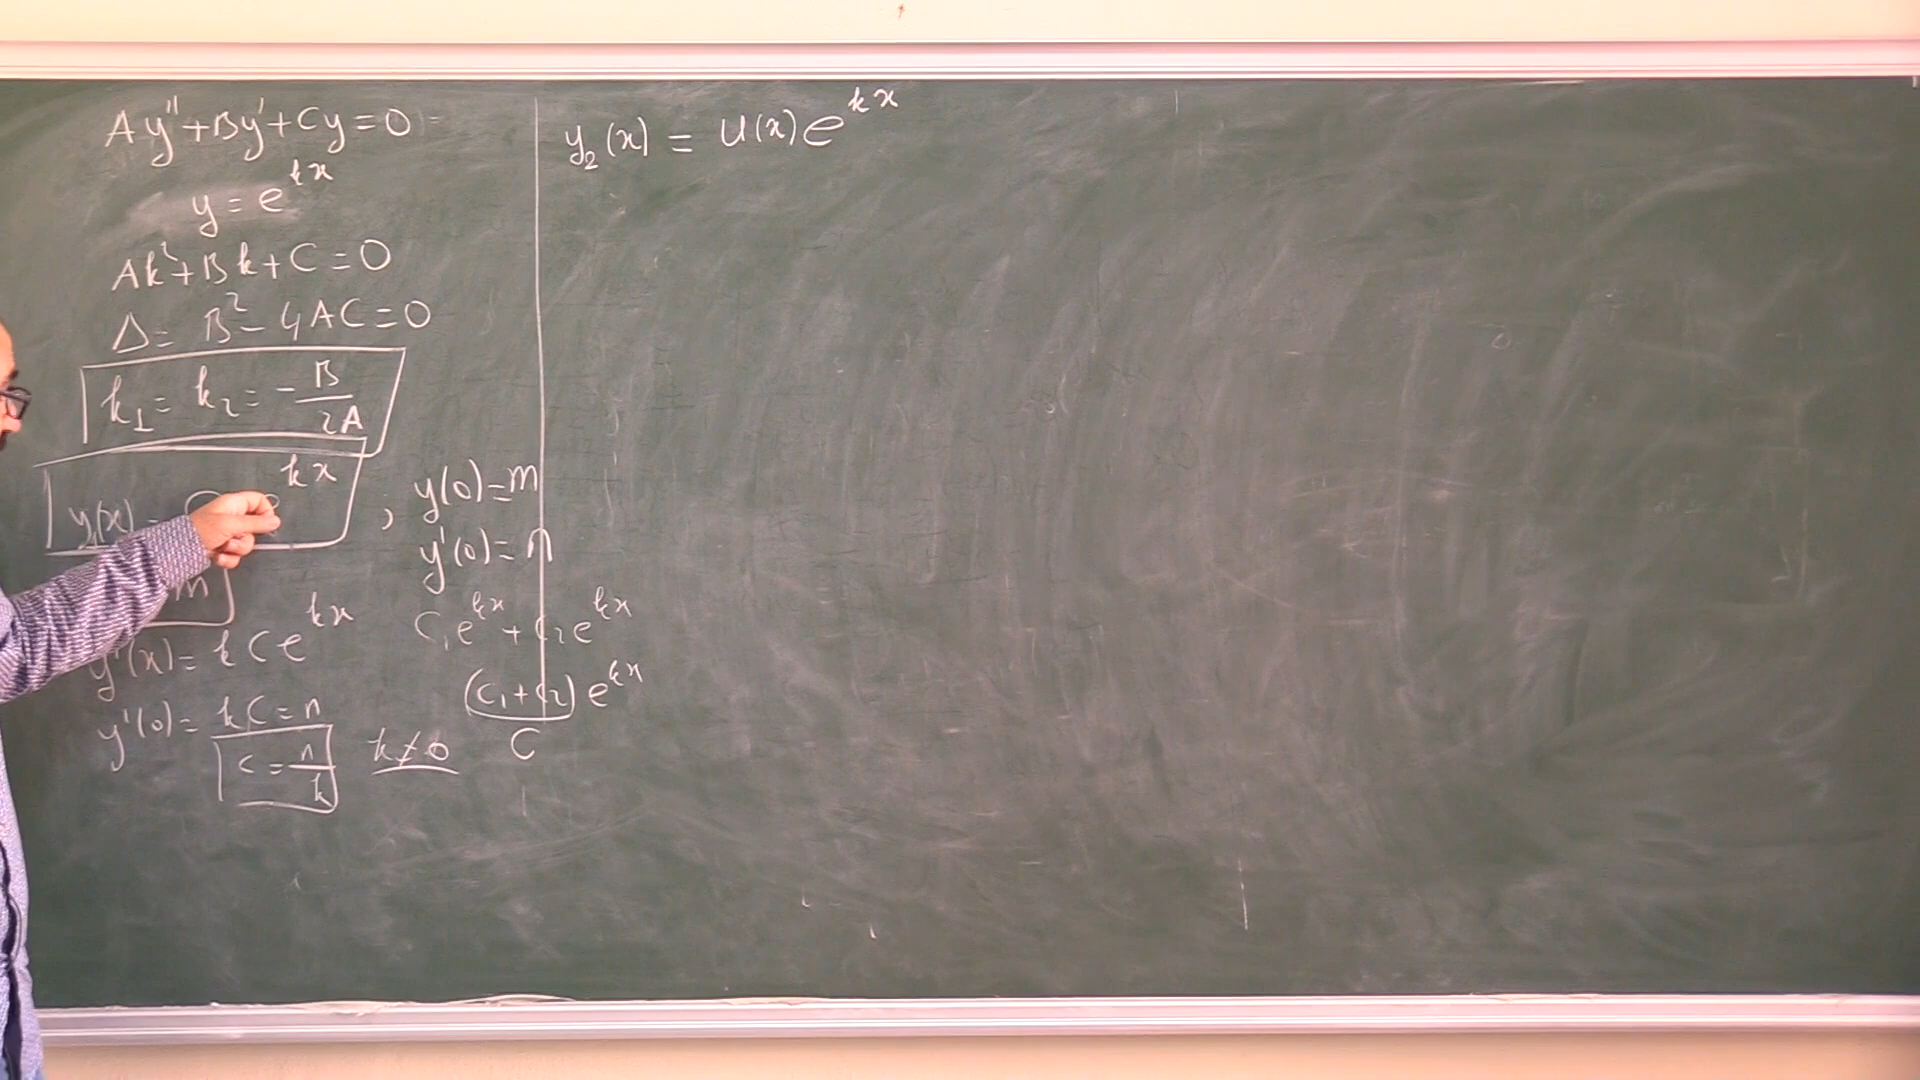 Ay''+By'+Cy=0
y=e^{kx}
Ak²+Bk+C=0
Δ= B²-4AC=0
k₁=k₂=-B/2A
y₁(x)= e^{kx}, y(0)=m
y'(0)=n
m
C₁e^{kx}+C₂e^{kx}
y'(x)=kCe^{kx}
(C₁+C₂)e^{kx}
C
y'(0)=kC=n
C=n/k k≠0
y₂(x)=U(x)e^{kx}